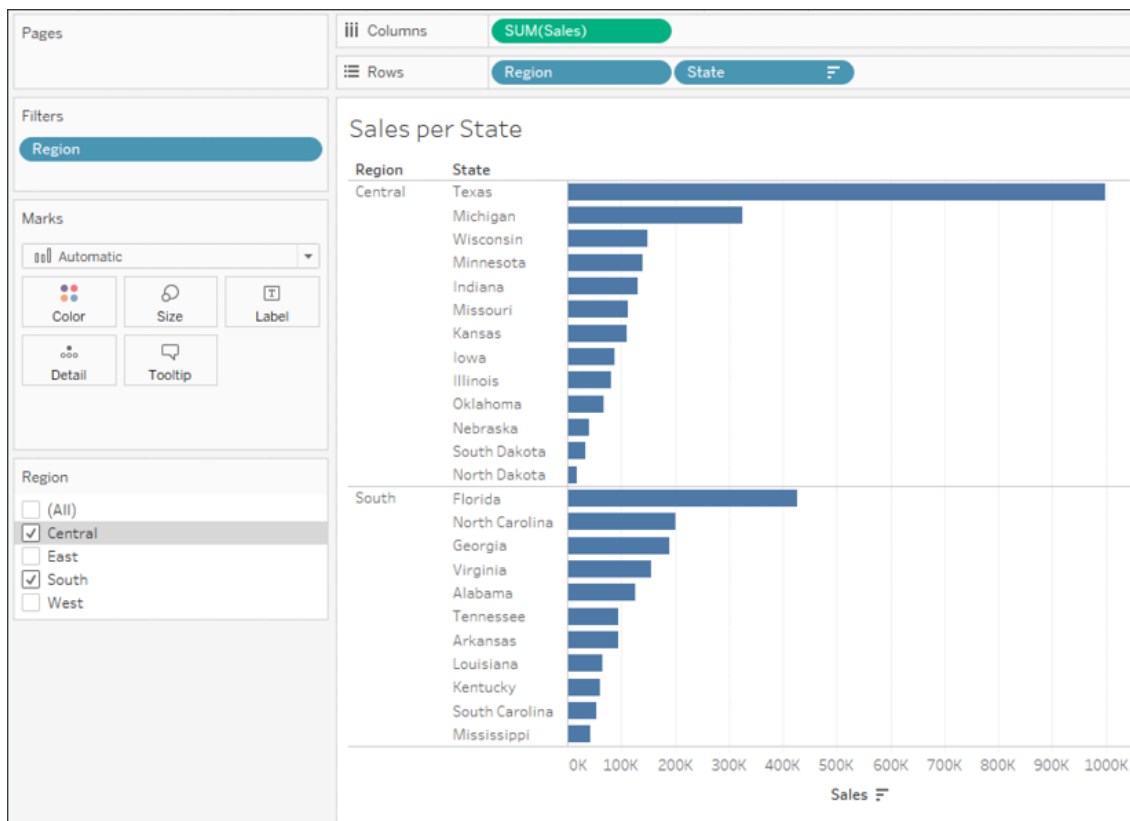 Pages
Columns SUM(Sales)
Rows Region State
Filters
Region
Marks
Automatic
Color Size Label
Detail Tooltip
Region
(All)
Central
East
South
West
Sales per State
Region State
Central Texas
Michigan
Wisconsin
Minnesota
Indiana
Missouri
Kansas
Iowa
Illinois
Oklahoma
Nebraska
South Dakota
North Dakota
South Florida
North Carolina
Georgia
Virginia
Alabama
Tennessee
Arkansas
Louisiana
Kentucky
South Carolina
Mississippi
0K 100K 200K 300K 400K 500K 600K 700K 800K 900K 1000K
Sales